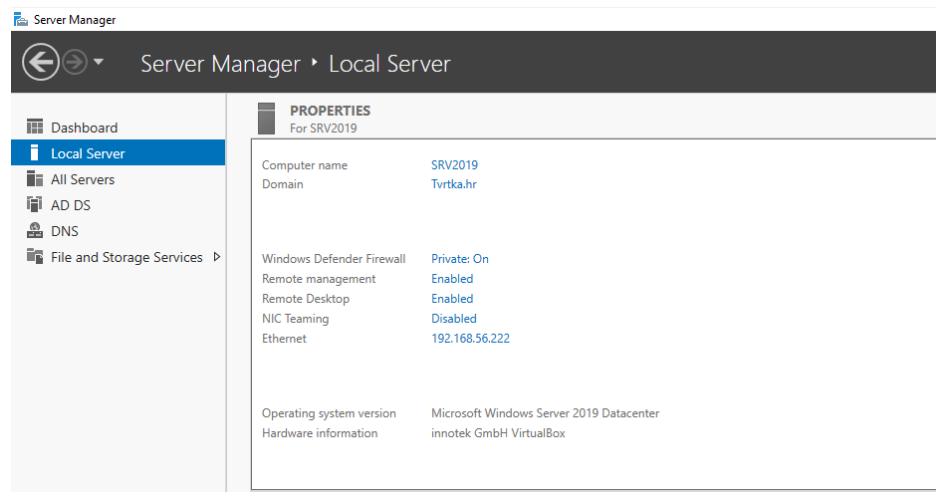 Server Manager
Server Manager ‣ Local Server
Dashboard
Local Server
All Servers
AD DS
DNS
File and Storage Services
PROPERTIES
For SRV2019
Computer name SRV2019
Domain Tvrtka.hr
Windows Defender Firewall Private: On
Remote management Enabled
Remote Desktop Enabled
NIC Teaming Disabled
Ethernet 192.168.56.222
Operating system version Microsoft Windows Server 2019 Datacenter
Hardware information innotek GmbH VirtualBox